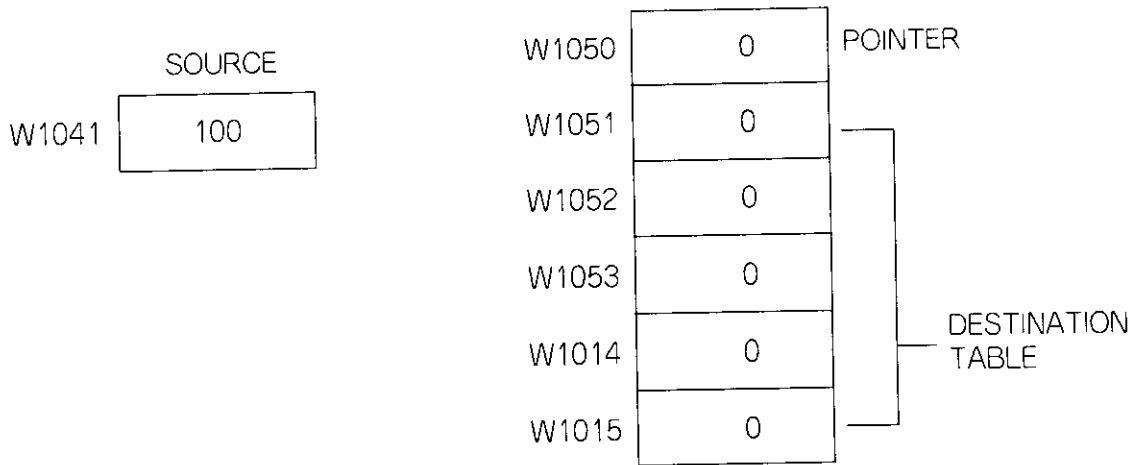 SOURCE
W1041 100
W1050 0 POINTER
W1051 0
W1052 0
W1053 0
W1014 0
W1015 0
DESTINATION
TABLE